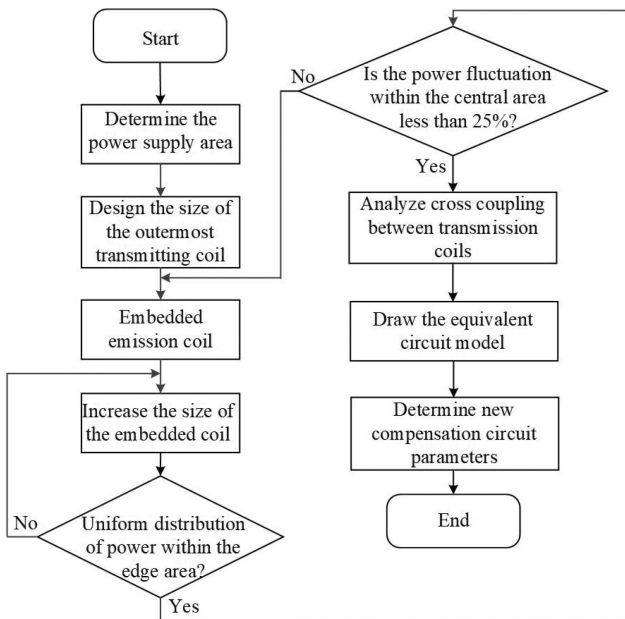 Start
Determine the
power supply area
Design the size of
the outermost
transmitting coil
Embedded
emission coil
Increase the size of
the embedded coil
No
Uniform distribution
of power within the
edge area?
Yes
No
Is the power fluctuation
within the central area
less than 25%?
Yes
Analyze cross coupling
between transmission
coils
Draw the equivalent
circuit model
Determine new
compensation circuit
parameters
End